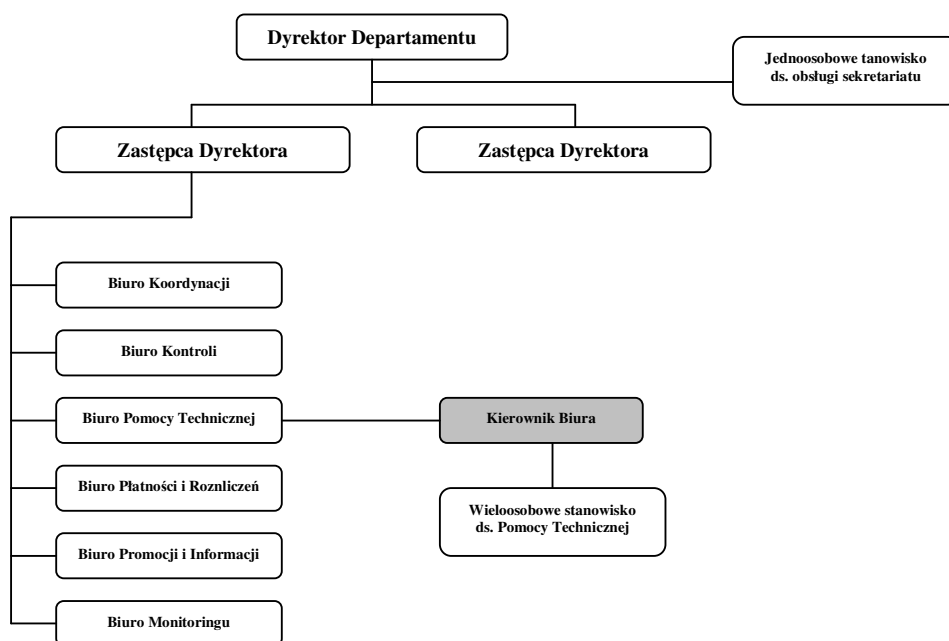 Dyrektor Departamentu
Jednoosobowe tanowisko
ds. obsługi sekretariatu
Zastępca Dyrektora
Zastępca Dyrektora
Biuro Koordynacji
Biuro Kontroli
Biuro Pomocy Technicznej
Kierownik Biura
Biuro Płatności i Roznliczeń
Wieloosobowe stanowisko
ds. Pomocy Technicznej
Biuro Promocji i Informacji
Biuro Monitoringu